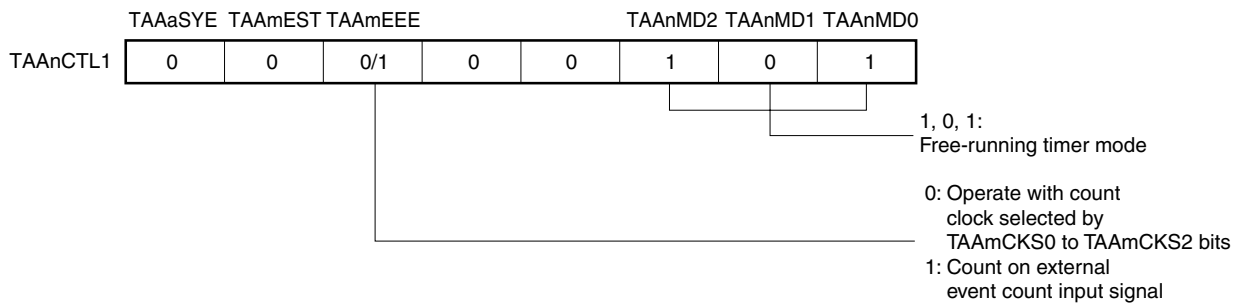 TAAaSYE TAAmEST TAAmEEE TAAnMD2 TAAnMD1 TAAnMD0
TAAnCTL1 0 0 0/1 0 0 1 0 1
1, 0, 1:
Free-running timer mode
0: Operate with count
clock selected by
TAAmCKS0 to TAAmCKS2 bits
1: Count on external
event count input signal